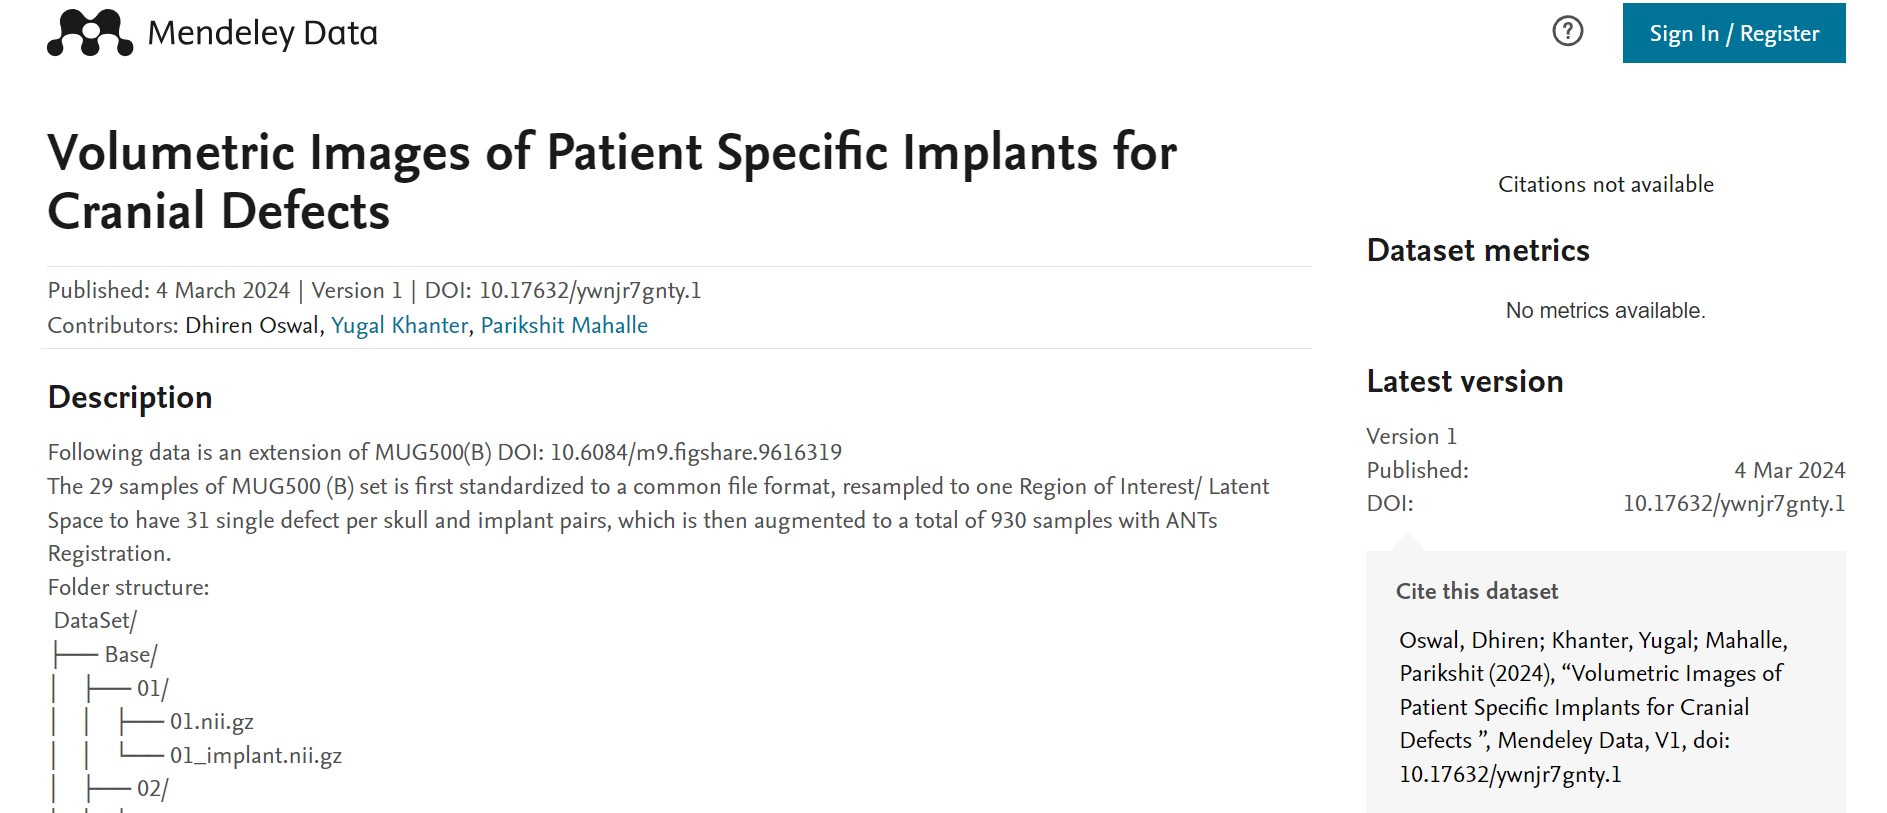 Mendeley Data
?
Sign In / Register
Volumetric Images of Patient Specific Implants for
Cranial Defects
Published: 4 March 2024 | Version 1 | DOI: 10.17632/ywnjr7gnty.1
Contributors: Dhiren Oswal, Yugal Khanter, Parikshit Mahalle
Description
Following data is an extension of MUG500(B) DOI: 10.6084/m9.figshare.9616319
The 29 samples of MUG500 (B) set is first standardized to a common file format, resampled to one Region of Interest/ Latent
Space to have 31 single defect per skull and implant pairs, which is then augmented to a total of 930 samples with ANTs
Registration.
Folder structure:
DataSet/
├── Base/
│ ├── 01/
│ │ ├── 01.nii.gz
│ │ └── 01_implant.nii.gz
│ ├── 02/
Citations not available
Dataset metrics
No metrics available.
Latest version
Version 1
Published: 4 Mar 2024
DOI: 10.17632/ywnjr7gnty.1
Cite this dataset
Oswal, Dhiren; Khanter, Yugal; Mahalle,
Parikshit (2024), “Volumetric Images of
Patient Specific Implants for Cranial
Defects ”, Mendeley Data, V1, doi:
10.17632/ywnjr7gnty.1